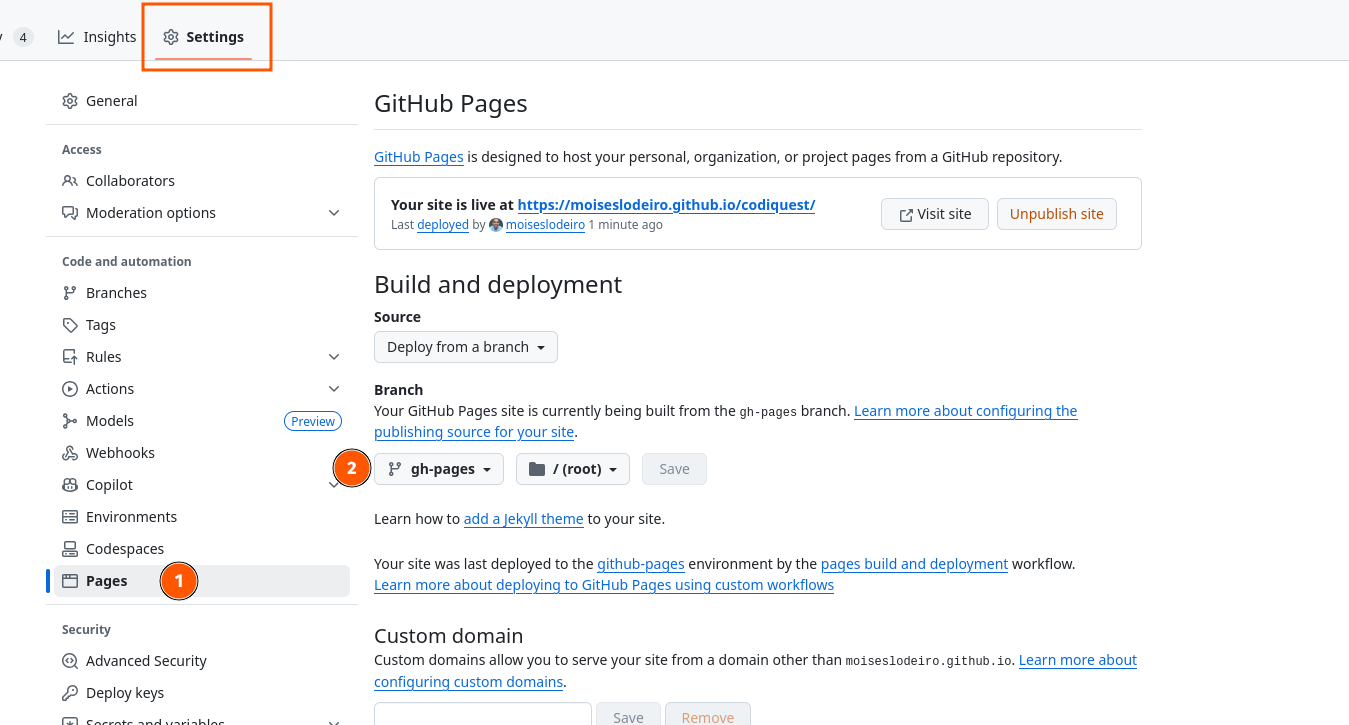 4 Insights Settings
General
Access
Collaborators
Moderation options
Code and automation
Branches
Tags
Rules
Actions
Models Preview
Webhooks
Copilot
Environments
Codespaces
Pages 1
Security
Advanced Security
Deploy keys
Secrets and variables
GitHub Pages
GitHub Pages is designed to host your personal, organization, or project pages from a GitHub repository.
Your site is live at https://moiseslodeiro.github.io/codiquest/
Last deployed by moiseslodeiro 1 minute ago
Visit site Unpublish site
Build and deployment
Source
Deploy from a branch
Branch
Your GitHub Pages site is currently being built from the gh-pages branch. Learn more about configuring the
publishing source for your site.
2 gh-pages / (root) Save
Learn how to add a Jekyll theme to your site.
Your site was last deployed to the github-pages environment by the pages build and deployment workflow.
Learn more about deploying to GitHub Pages using custom workflows
Custom domain
Custom domains allow you to serve your site from a domain other than moiseslodeiro.github.io. Learn more about
configuring custom domains.
Save Remove